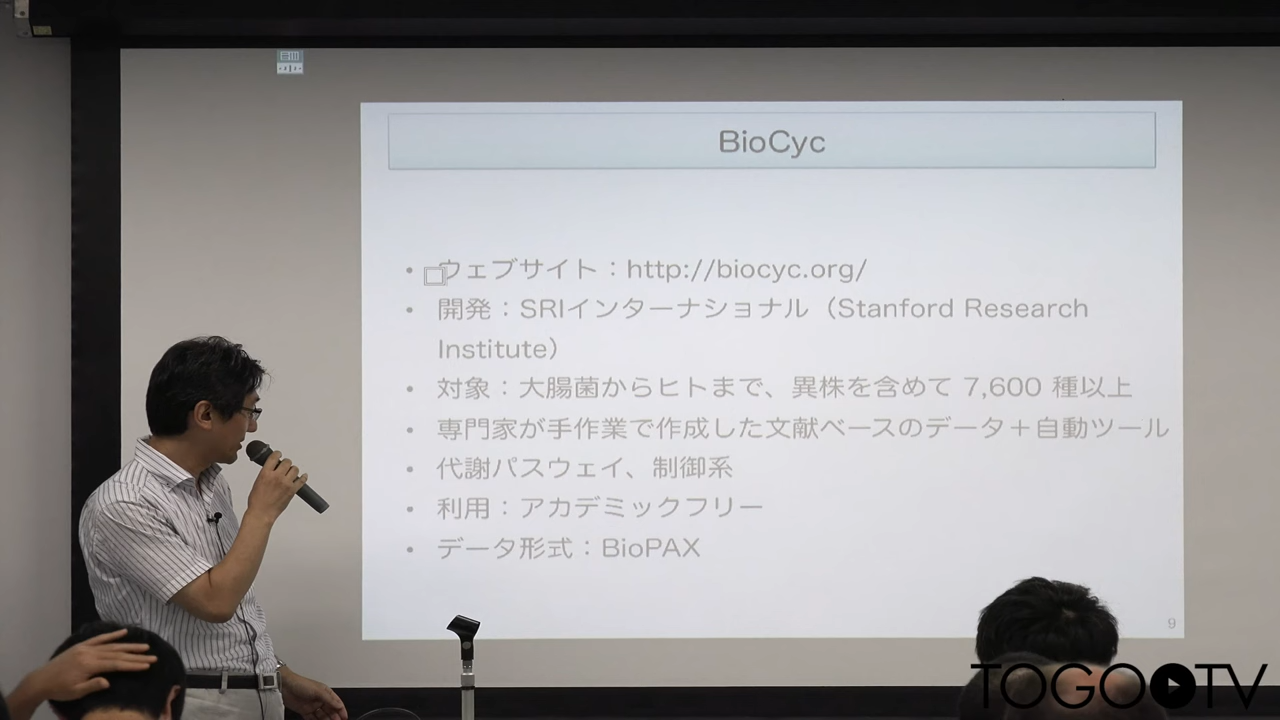 BioCyc
• ウェブサイト：http://biocyc.org/
• 開発：SRIインターナショナル（Stanford Research
Institute）
• 対象：大腸菌からヒトまで、異株を含めて 7,600 種以上
• 専門家が手作業で作成した文献ベースのデータ＋自動ツール
• 代謝パスウェイ、制御系
• 利用：アカデミックフリー
• データ形式：BioPAX
9
TOGOTV